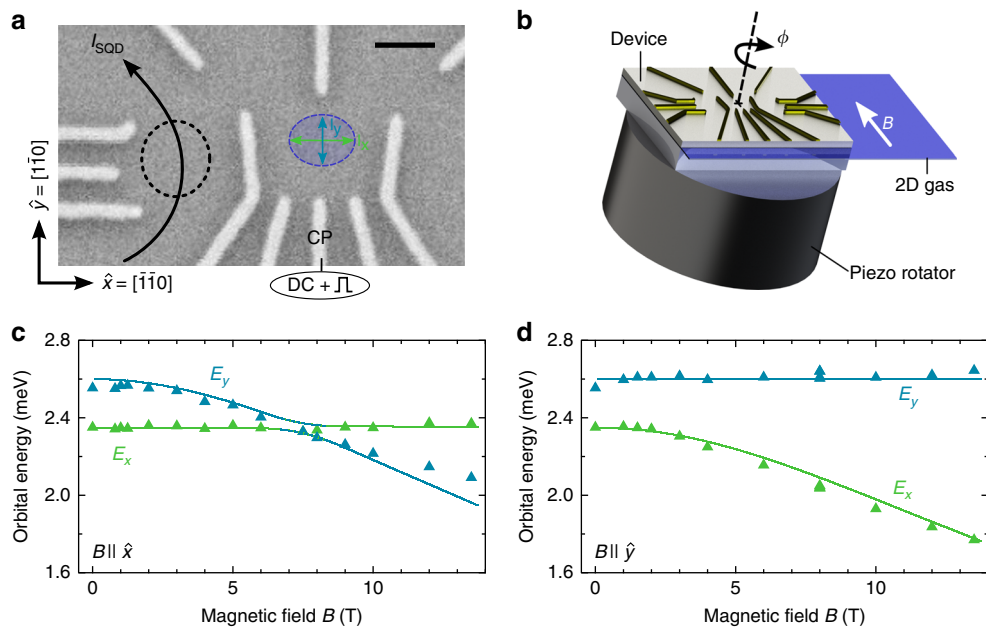 a
I_SQD
l_y
l_x
ŷ = [11̄0]
CP
x̂ = [1̄1̄0]
DC +
b
Device
ϕ
B
2D gas
Piezo rotator
c
2.8
2.4
2.0
1.6
Orbital energy (meV)
E_y
E_x
B || x̂
0
5
10
Magnetic field B (T)
d
2.8
2.4
2.0
1.6
Orbital energy (meV)
E_y
E_x
B || ŷ
0
5
10
Magnetic field B (T)